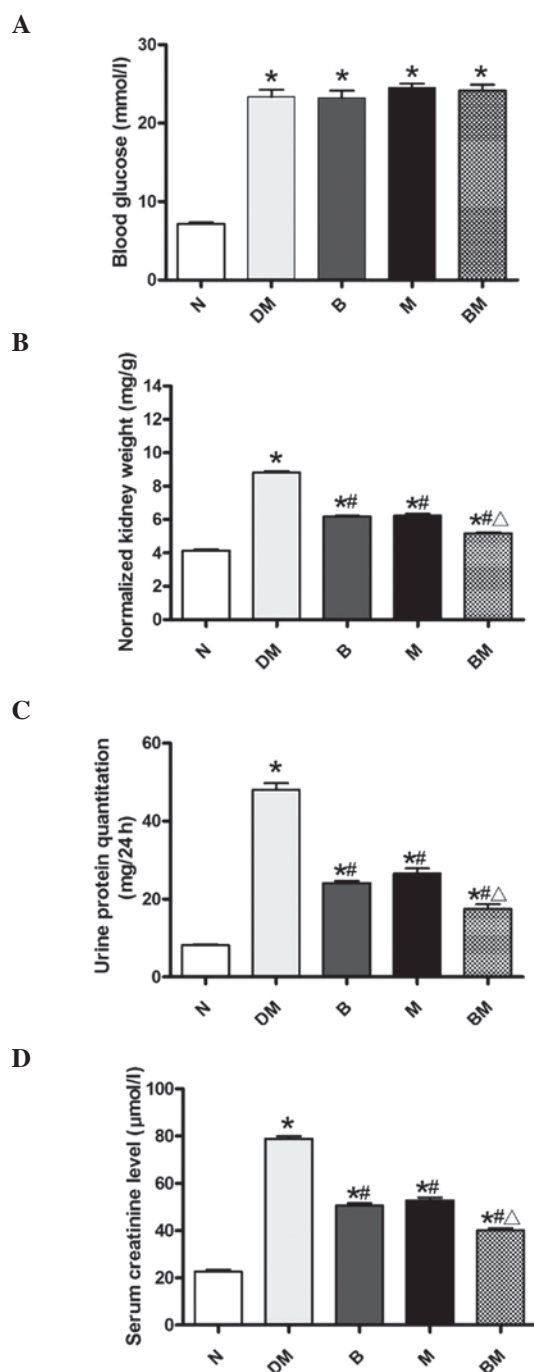 A
Blood glucose (mmol/l)
30
20
10
0
*
*
*
*
N
DM
B
M
BM
B
Normalized kidney weight (mg/g)
14
12
10
8
6
4
2
0
*
*#
*#
*#△
N
DM
B
M
BM
C
Urine protein quantitation
(mg/24 h)
60
40
20
0
*
*#
*#
*#△
N
DM
B
M
BM
D
Serum creatinine level (µmol/l)
100
80
60
40
20
0
*
*#
*#
*#△
N
DM
B
M
BM